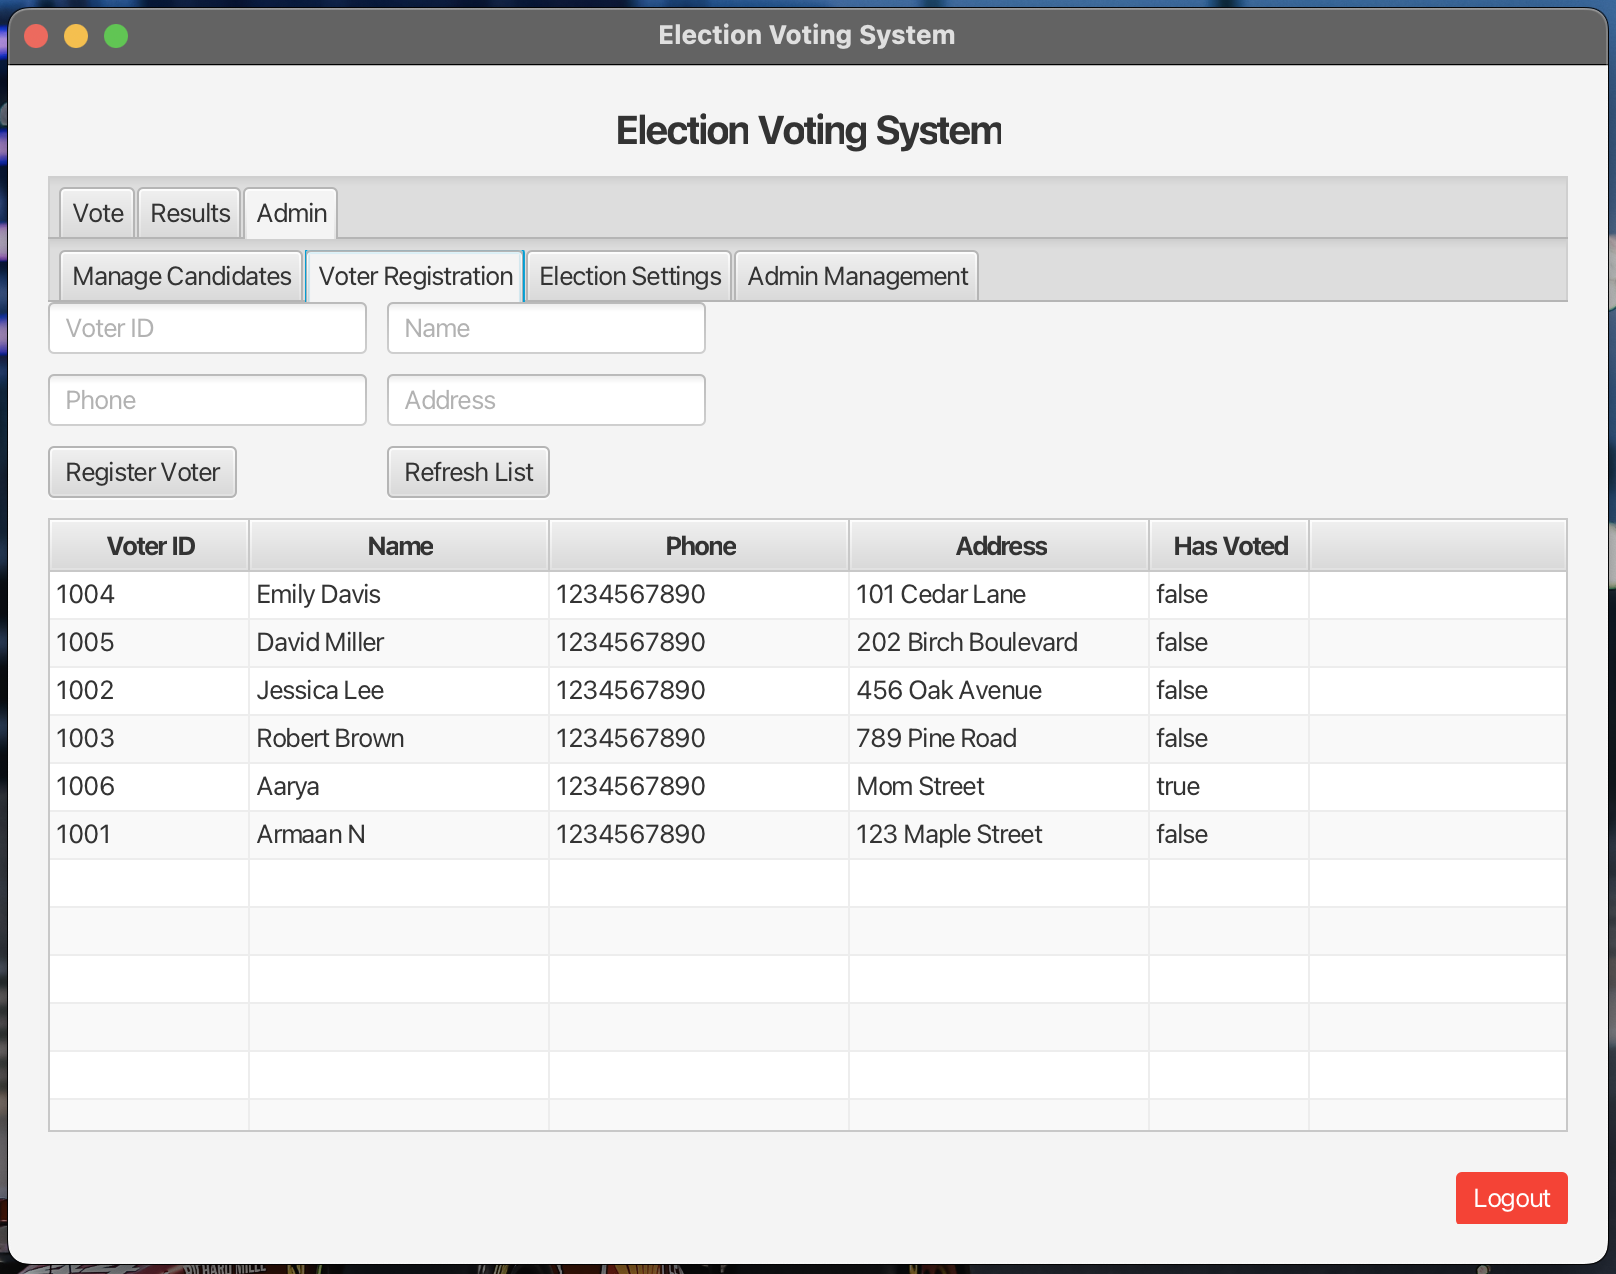 Election Voting System
Election Voting System
Vote Results Admin
Manage Candidates Voter Registration Election Settings Admin Management
Voter ID Name
Phone Address
Register Voter Refresh List
Voter ID Name Phone Address Has Voted
1004 Emily Davis 1234567890 101 Cedar Lane false
1005 David Miller 1234567890 202 Birch Boulevard false
1002 Jessica Lee 1234567890 456 Oak Avenue false
1003 Robert Brown 1234567890 789 Pine Road false
1006 Aarya 1234567890 Mom Street true
1001 Armaan N 1234567890 123 Maple Street false
Logout
RICHARD MILLE